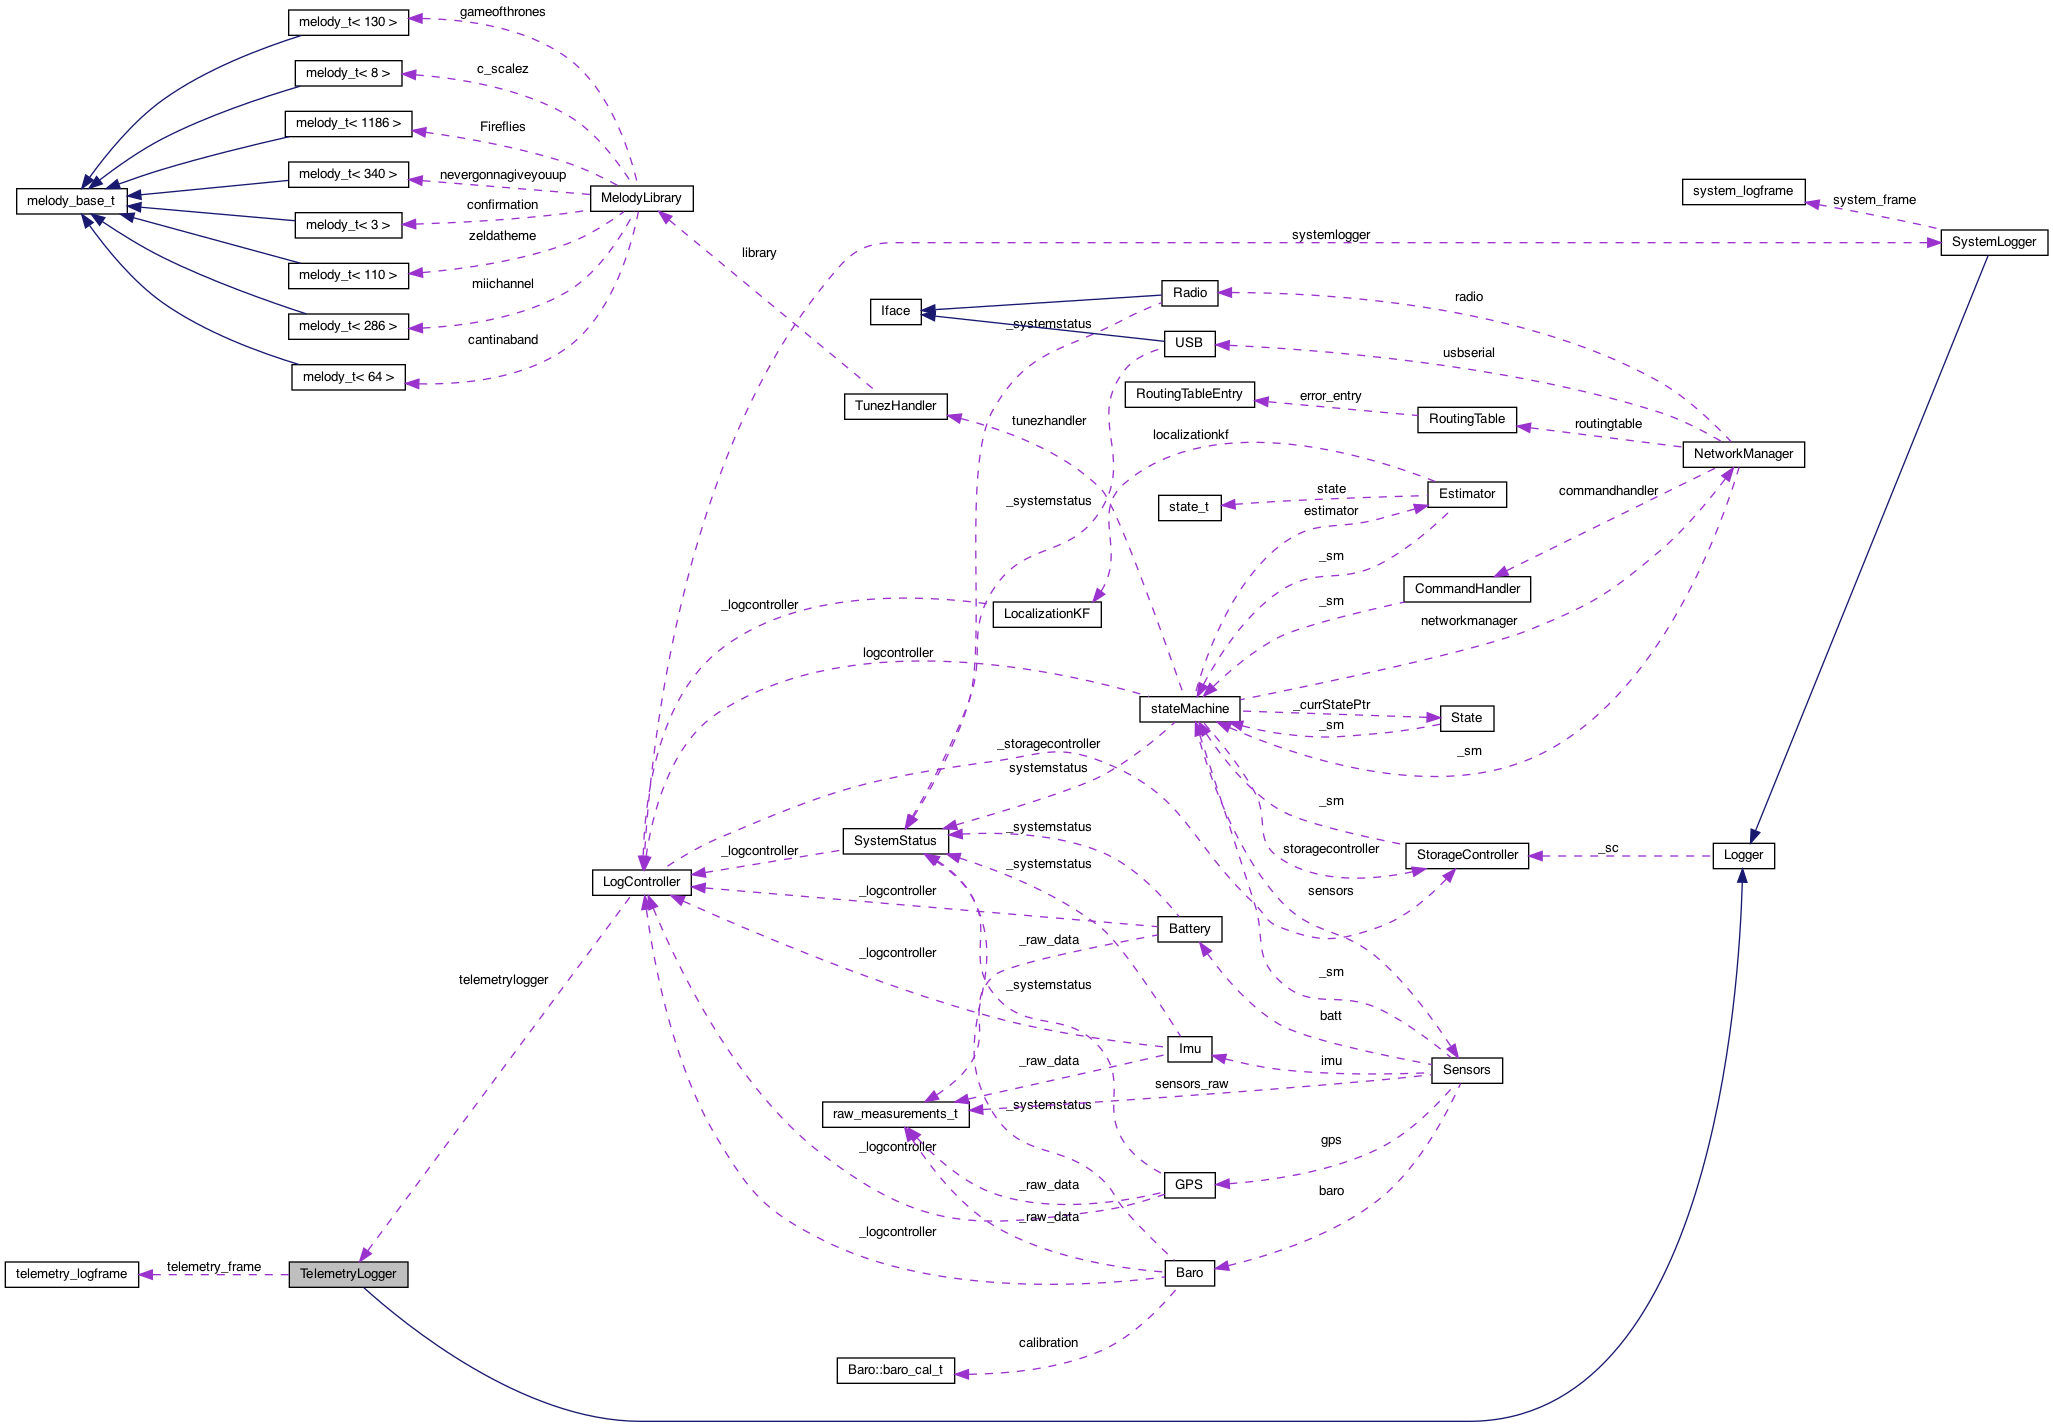 gameofthrones
melody_t< 130 >
c_scalez
melody_t< 8 >
Fireflies
melody_t< 1186 >
nevergonnagiveyouup
melody_t< 340 >
melody_base_t
MelodyLibrary
confirmation
melody_t< 3 >
zeldatheme
melody_t< 110 >
miichannel
melody_t< 286 >
cantinaband
melody_t< 64 >
library
TunezHandler
tunezhandler
system_logframe
system_frame
SystemLogger
systemlogger
Radio
radio
Iface
_systemstatus
USB
usbserial
RoutingTableEntry
error_entry
RoutingTable
routingtable
NetworkManager
localizationkf
Estimator
state
state_t
estimator
commandhandler
_systemstatus
_sm
CommandHandler
_sm
networkmanager
_logcontroller
LocalizationKF
logcontroller
stateMachine
_currStatePtr
State
_sm
_sm
_storagecontroller
systemstatus
_sm
SystemStatus
_systemstatus
_logcontroller
storagecontroller
StorageController
_sc
Logger
LogController
_systemstatus
_logcontroller
sensors
Battery
_raw_data
_logcontroller
_sm
telemetrylogger
_systemstatus
batt
Imu
_raw_data
imu
Sensors
sensors_raw
raw_measurements_t
_systemstatus
_logcontroller
gps
_raw_data
GPS
baro
_raw_data
_logcontroller
telemetry_logframe
telemetry_frame
TelemetryLogger
Baro
calibration
Baro::baro_cal_t